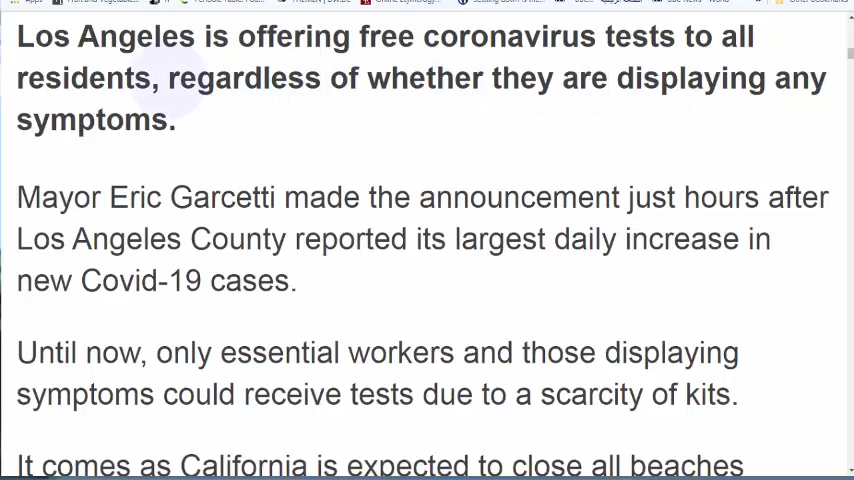 Los Angeles is offering free coronavirus tests to all
residents, regardless of whether they are displaying any
symptoms.
Mayor Eric Garcetti made the announcement just hours after
Los Angeles County reported its largest daily increase in
new Covid-19 cases.
Until now, only essential workers and those displaying
symptoms could receive tests due to a scarcity of kits.
It comes as California is expected to close all beaches